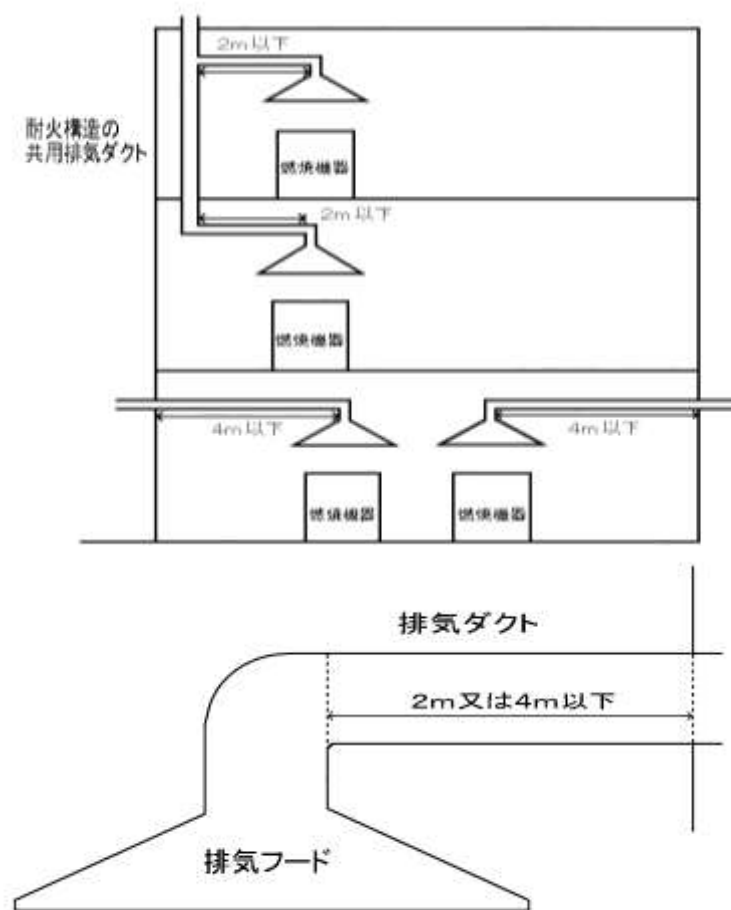 2m以下
耐火構造の
共用排気ダクト
燃焼機器
2m以下
燃焼機器
4m以下
4m以下
燃焼機器
燃焼機器
排気ダクト
2m又は4m以下
排気フード